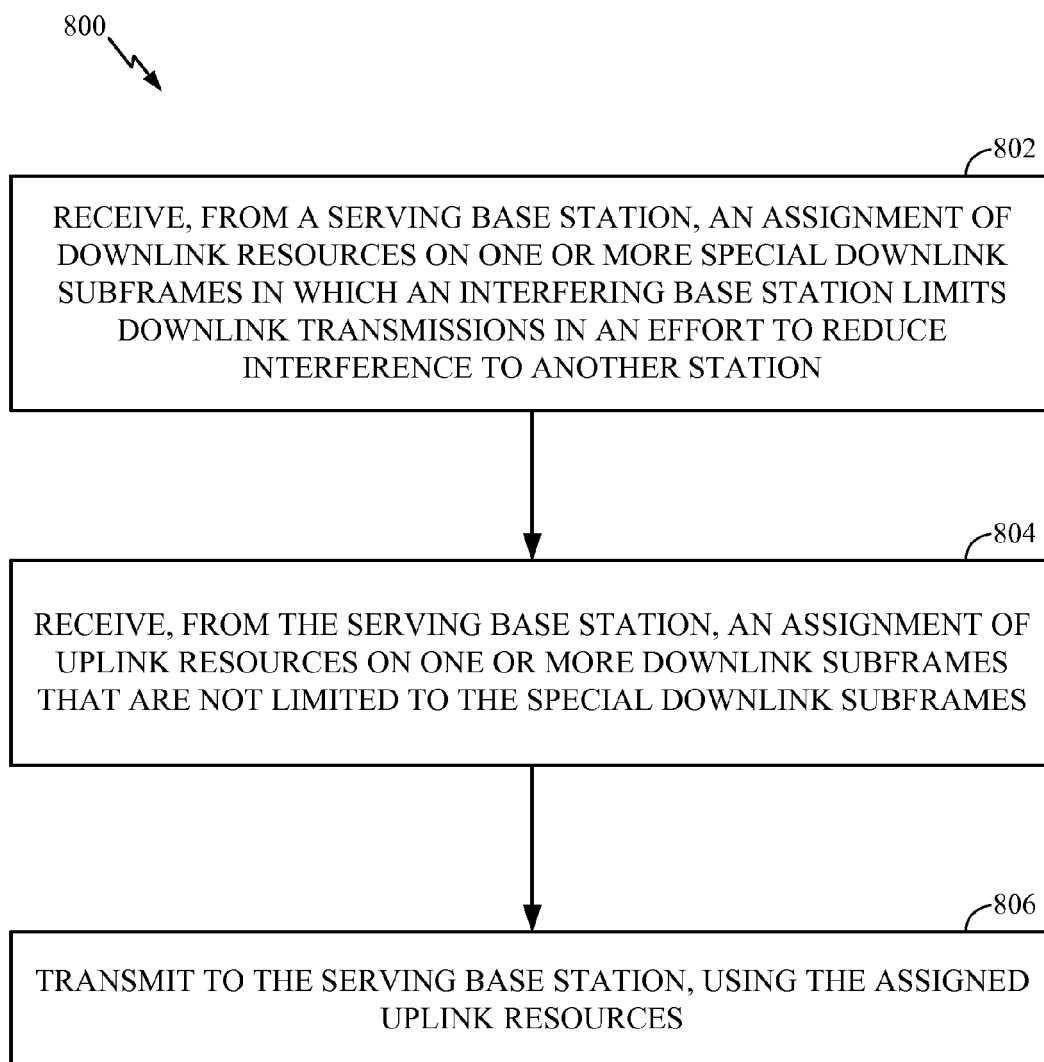 800
802
RECEIVE, FROM A SERVING BASE STATION, AN ASSIGNMENT OF
DOWNLINK RESOURCES ON ONE OR MORE SPECIAL DOWNLINK
SUBFRAMES IN WHICH AN INTERFERING BASE STATION LIMITS
DOWNLINK TRANSMISSIONS IN AN EFFORT TO REDUCE
INTERFERENCE TO ANOTHER STATION
804
RECEIVE, FROM THE SERVING BASE STATION, AN ASSIGNMENT OF
UPLINK RESOURCES ON ONE OR MORE DOWNLINK SUBFRAMES
THAT ARE NOT LIMITED TO THE SPECIAL DOWNLINK SUBFRAMES
806
TRANSMIT TO THE SERVING BASE STATION, USING THE ASSIGNED
UPLINK RESOURCES